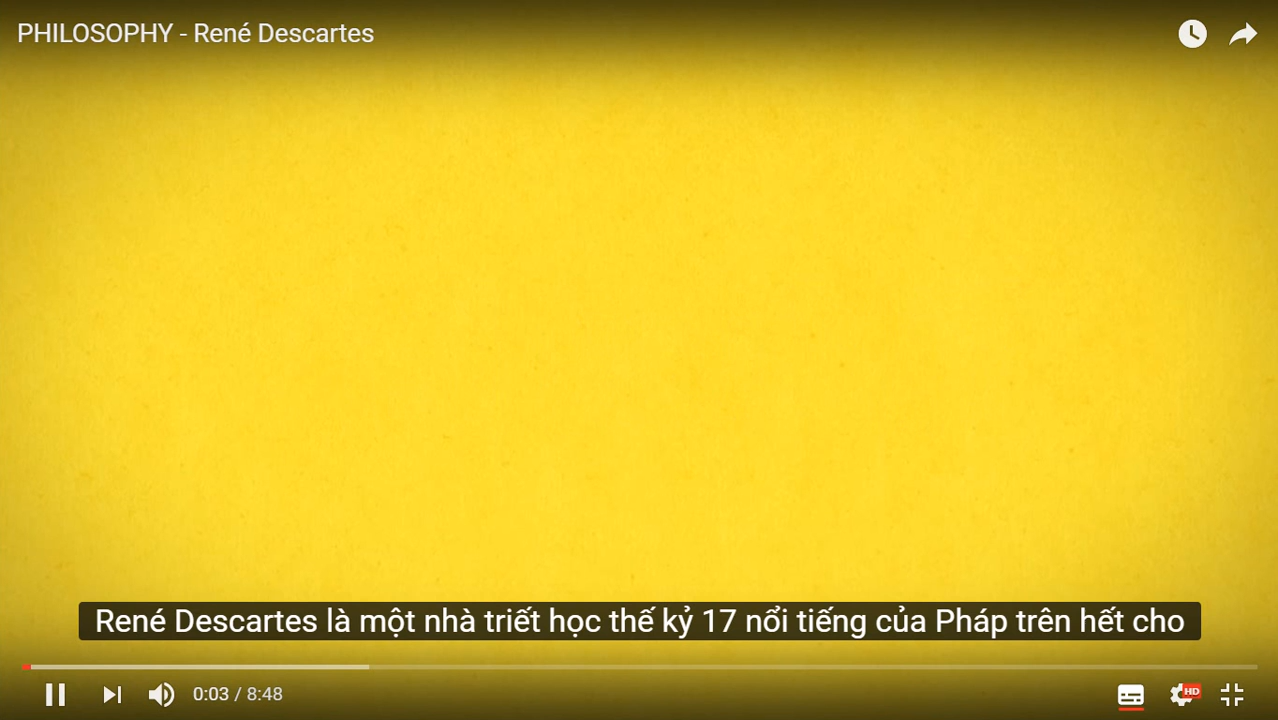 PHILOSOPHY - René Descartes
René Descartes là một nhà triết học thế kỷ 17 nổi tiếng của Pháp trên hết cho
0:03 / 8:48
HD